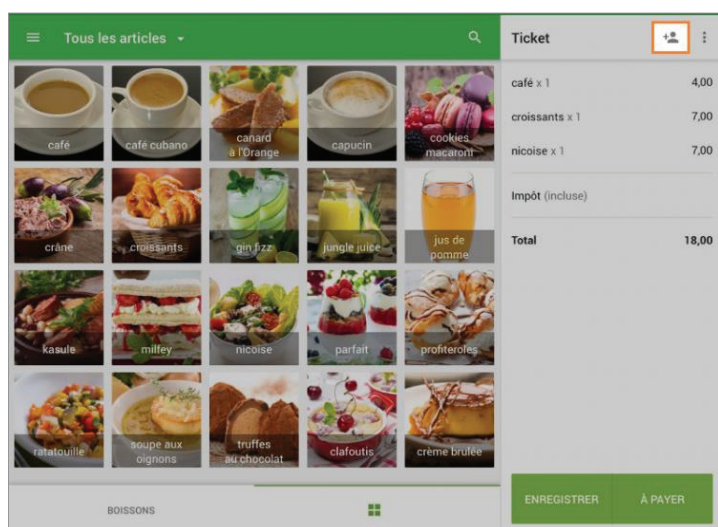 Tous les articles
Ticket
café x 1 4,00
croissants x 1 7,00
nicoise x 1 7,00
Impôt (incluse)
Total 18,00
café
café cubano
canard
à l'Orange
capucin
cookies
macaroni
crâne
croissants
gin fizz
jungle juice
jus de
pomme
kasule
milfey
nicoise
parfait
profiteroles
ratatouille
soupe aux
oignons
truffes
au chocolat
clafoutis
crème brulée
BOISSONS
ENREGISTRER
À PAYER